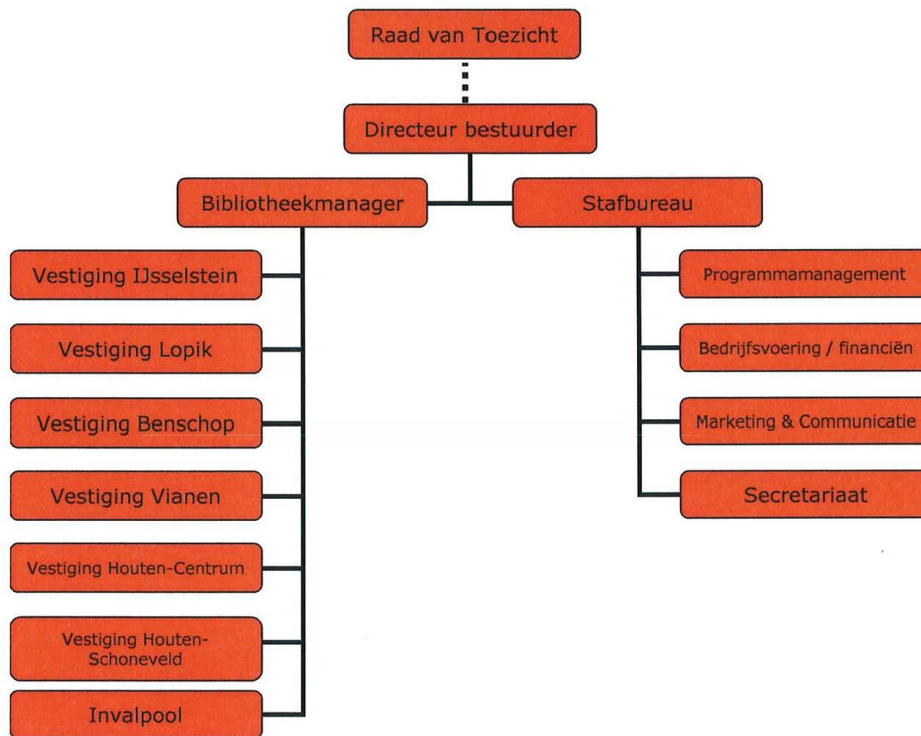 Raad van Toezicht
Directeur bestuurder
Bibliotheekmanager
Stafbureau
Vestiging IJsselstein
Vestiging Lopik
Vestiging Benschop
Vestiging Vianen
Vestiging Houten-Centrum
Vestiging Houten-
Schoneveld
Invalpool
Programmamanagement
Bedrijfsvoering / financiën
Marketing & Communicatie
Secretariaat